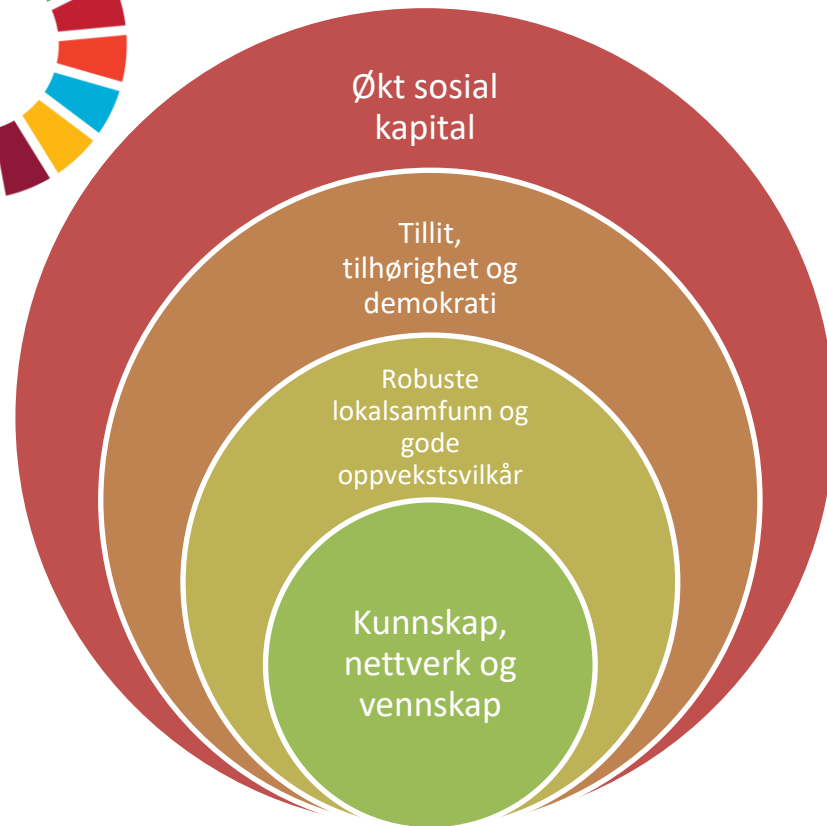 Økt sosial
kapital
Tillit,
tilhørighet og
demokrati
Robuste
lokalsamfunn og
gode
oppvekstsvilkår
Kunnskap,
nettverk og
vennskap